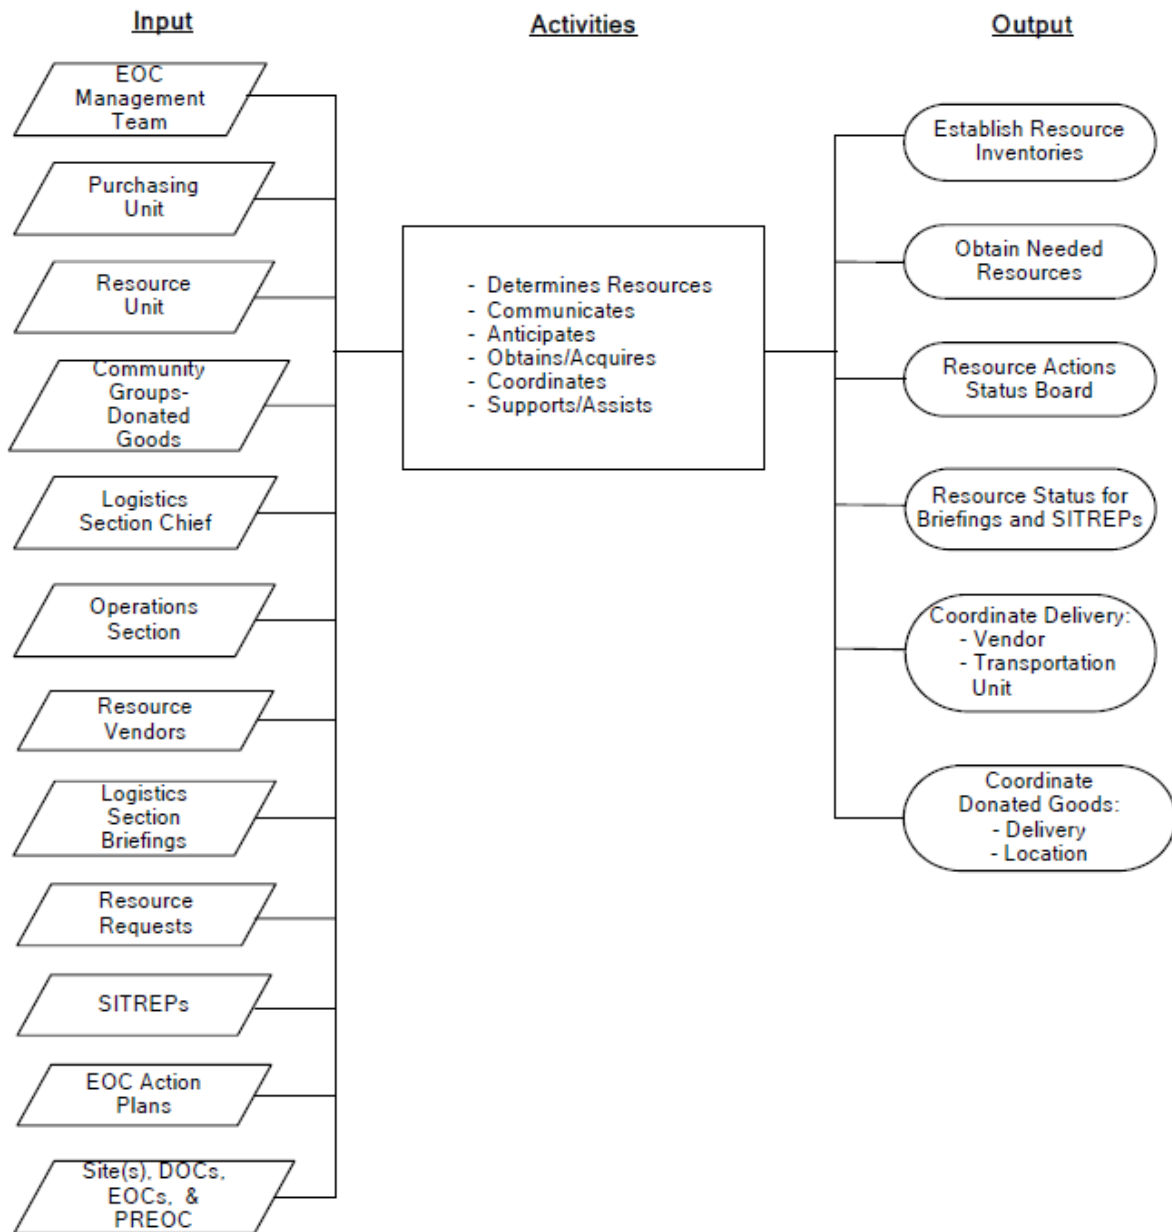 Input
Activities
Output
EOC
Management
Team
Purchasing
Unit
Resource
Unit
Community
Groups-
Donated
Goods
Logistics
Section Chief
Operations
Section
Resource
Vendors
Logistics
Section
Briefings
Resource
Requests
SITREPs
EOC Action
Plans
Site(s), DOCs,
EOCs, &
PREOC
- Determines Resources
- Communicates
- Anticipates
- Obtains/Acquires
- Coordinates
- Supports/Assists
Establish Resource
Inventories
Obtain Needed
Resources
Resource Actions
Status Board
Resource Status for
Briefings and SITREPs
Coordinate Delivery:
- Vendor
- Transportation
Unit
Coordinate
Donated Goods:
- Delivery
- Location